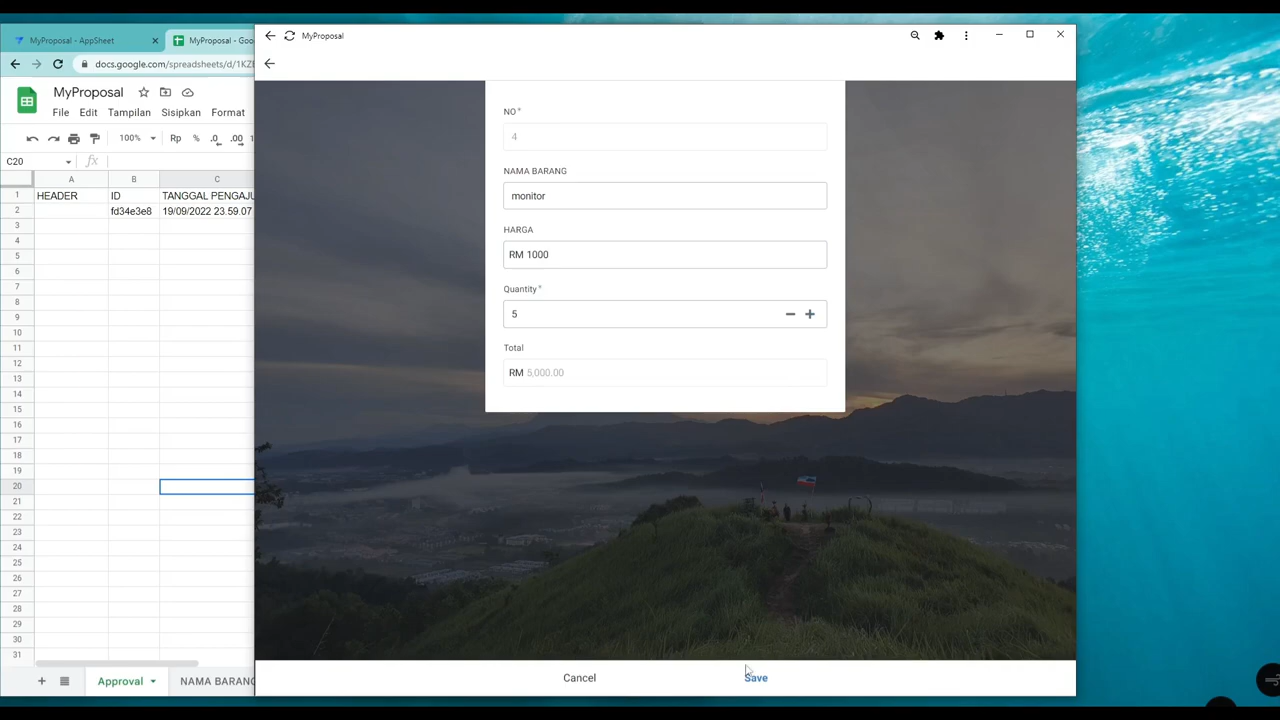 MyProposal - AppSheet
MyProposal - Goo
docs.google.com/spreadsheets/d/1KZ
MyProposal
File Edit Tampilan Sisipkan Format
100% Rp % .0 .00 1
C20 fx
A B C
1 HEADER ID TANGGAL PENGAJU
2 fd34e3e8 19/09/2022 23.59.07
3
4
5
6
7
8
9
10
11
12
13
14
15
16
17
18
19
20
21
22
23
24
25
26
27
28
29
30
31
Approval
NAMA BARANG
MyProposal
NO*
4
NAMA BARANG
monitor
HARGA
RM 1000
Quantity*
5
Total
RM 5,000.00
Cancel
Save